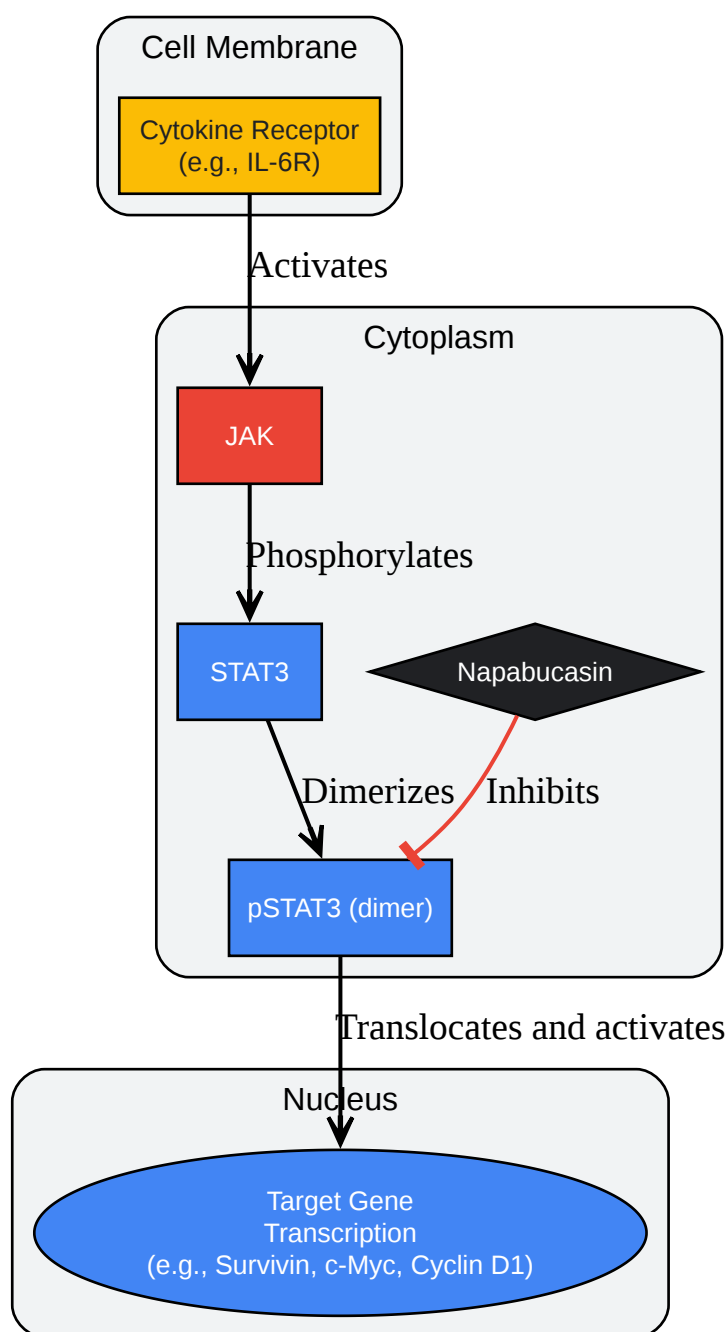 Cell Membrane
Cytokine Receptor
(e.g., IL-6R)
Activates
Cytoplasm
JAK
Phosphorylates
STAT3
Napabucasin
Dimerizes
Inhibits
pSTAT3 (dimer)
Translocates and activates
Nucleus
Target Gene
Transcription
(e.g., Survivin, c-Myc, Cyclin D1)